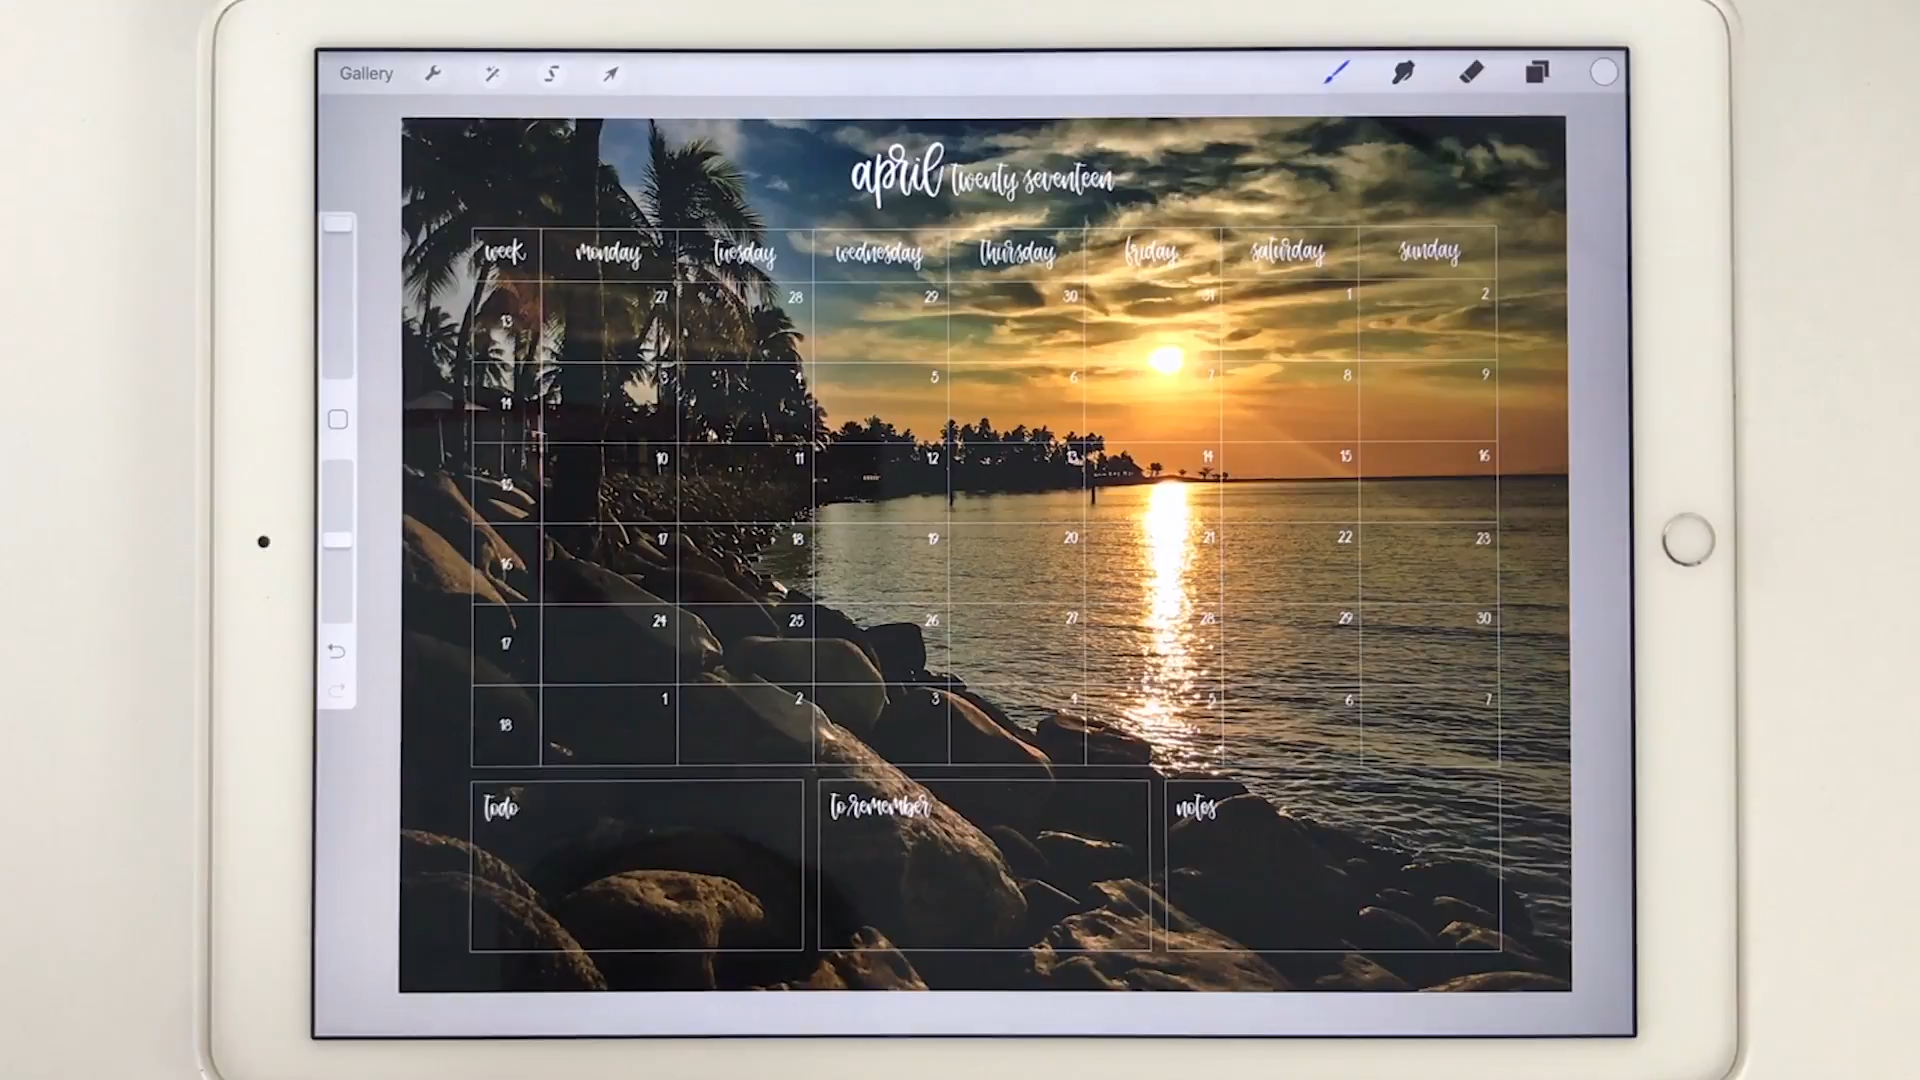 Gallery
april twenty seventeen
week monday tuesday wednesday thursday friday saturday sunday
27 28 29 30 31 1 2
13
3 4 5 6 7 8 9
14
10 11 12 13 14 15 16
15
17 18 19 20 21 22 23
16
24 25 26 27 28 29 30
17
1 2 3 4 5 6 7
18
todo to remember notes